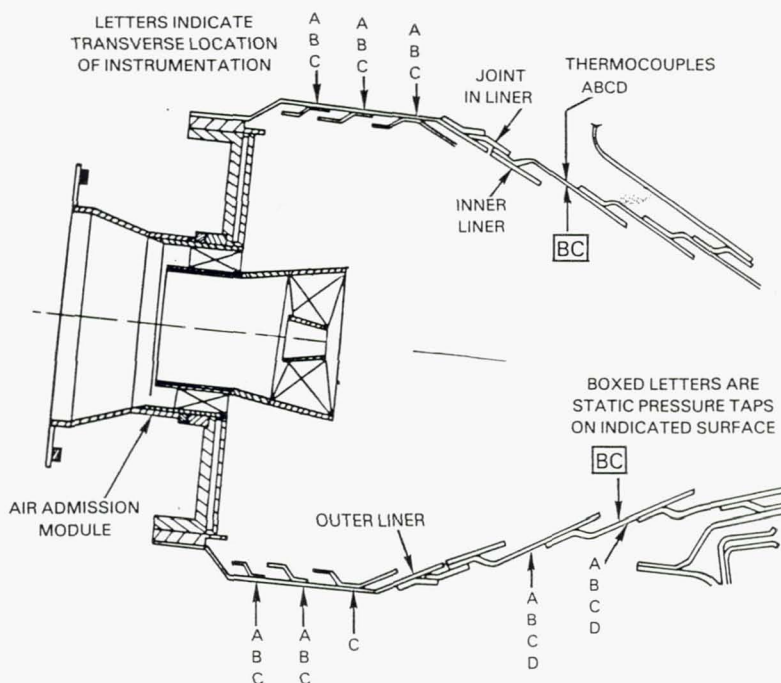 LETTERS INDICATE
TRANSVERSE LOCATION
OF INSTRUMENTATION
A
B
C
A
B
C
A
B
C
JOINT
IN LINER
THERMOCOUPLES
ABCD
INNER
LINER
BC
BOXED LETTERS ARE
STATIC PRESSURE TAPS
ON INDICATED SURFACE
BC
AIR ADMISSION
MODULE
OUTER LINER
A
B
C
A
B
C
C
A
B
C
D
A
B
C
D